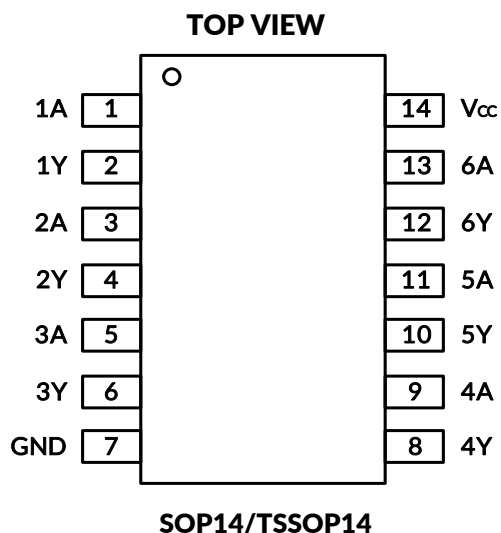 TOP VIEW
1A 1 14 Vcc
1Y 2 13 6A
2A 3 12 6Y
2Y 4 11 5A
3A 5 10 5Y
3Y 6 9 4A
GND 7 8 4Y
SOP14/TSSOP14